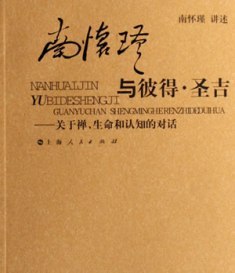 南怀瑾 讲述
南怀瑾
NANHUAIJIN
与彼得·圣吉
YUBIDESHENGJI
GUANYUCHAN SHENGMINGHERENZHIDEDUIHUA
——关于禅、生命和认知的对话
上海人民出版社